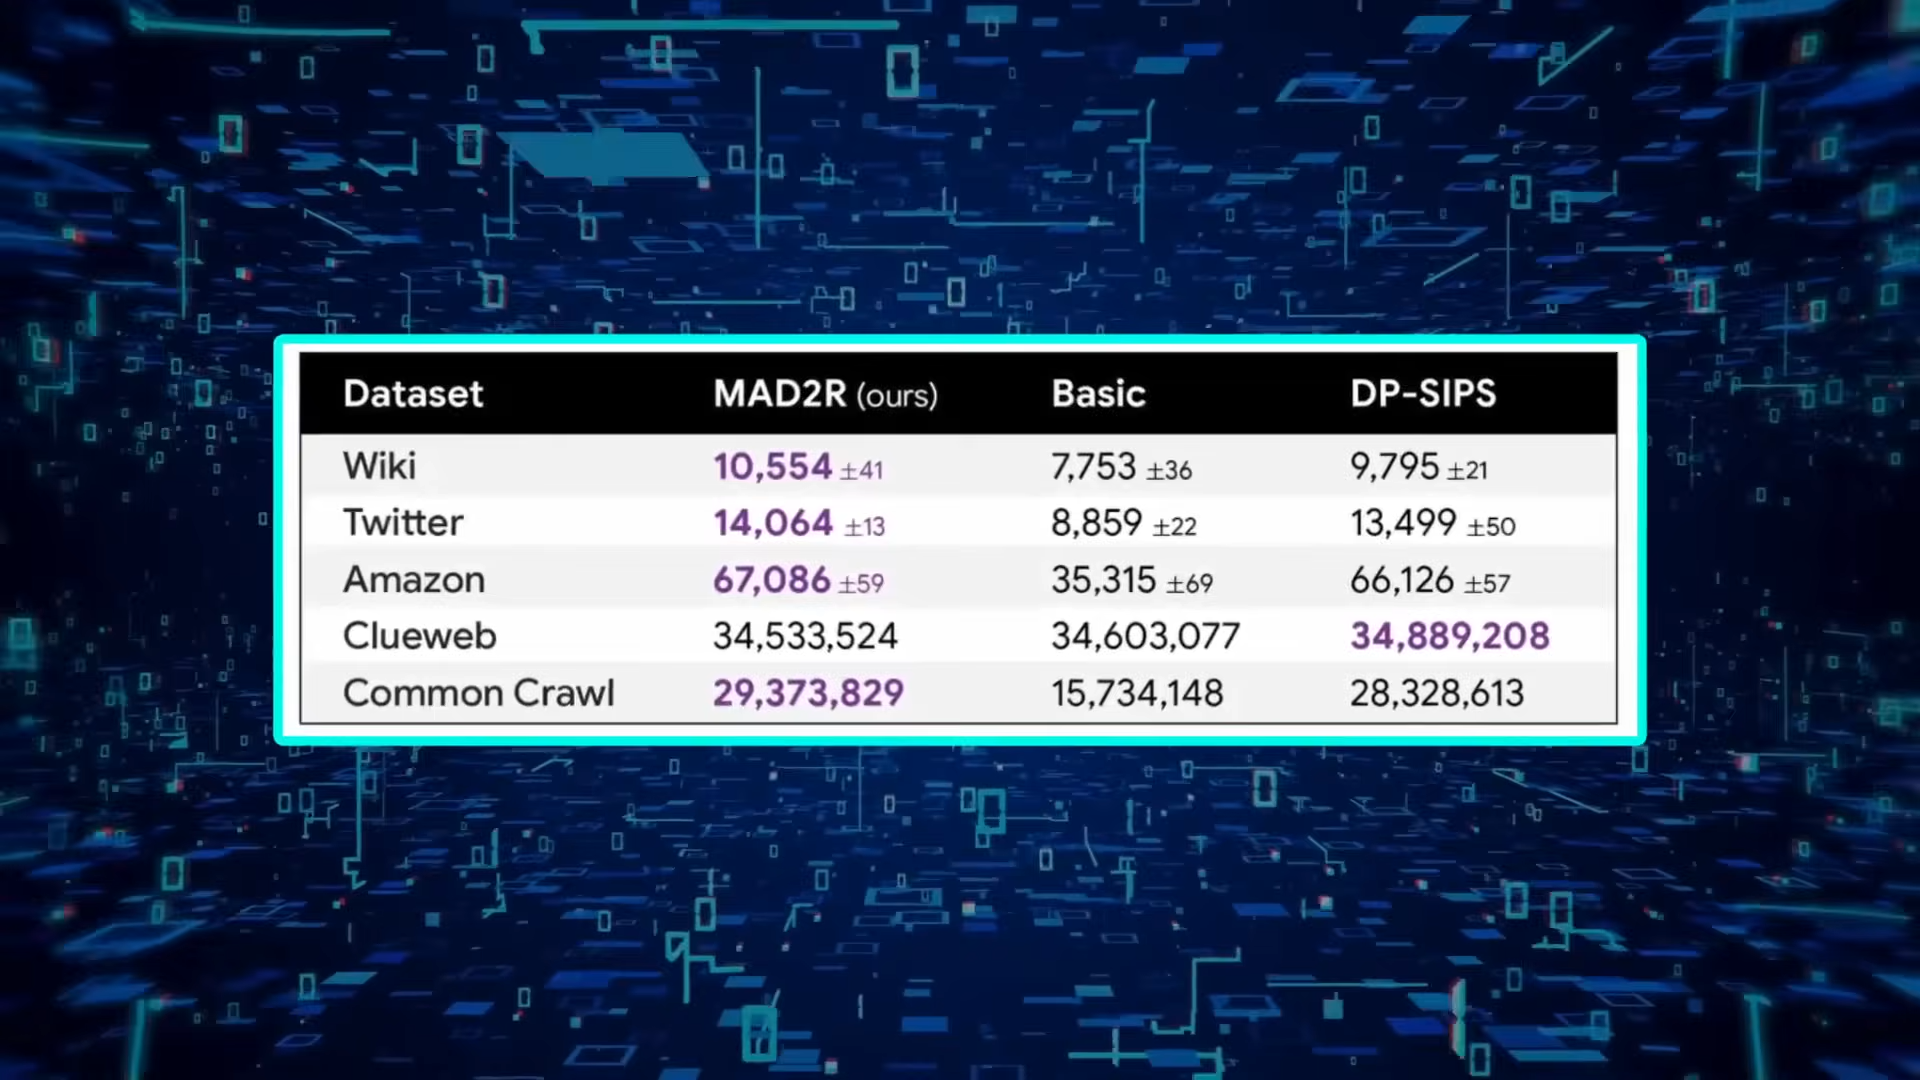 Dataset MAD2R (ours) Basic DP-SIPS
Wiki 10,554 ±41 7,753 ±36 9,795 ±21
Twitter 14,064 ±13 8,859 ±22 13,499 ±50
Amazon 67,086 ±59 35,315 ±69 66,126 ±57
Clueweb 34,533,524 34,603,077 34,889,208
Common Crawl 29,373,829 15,734,148 28,328,613